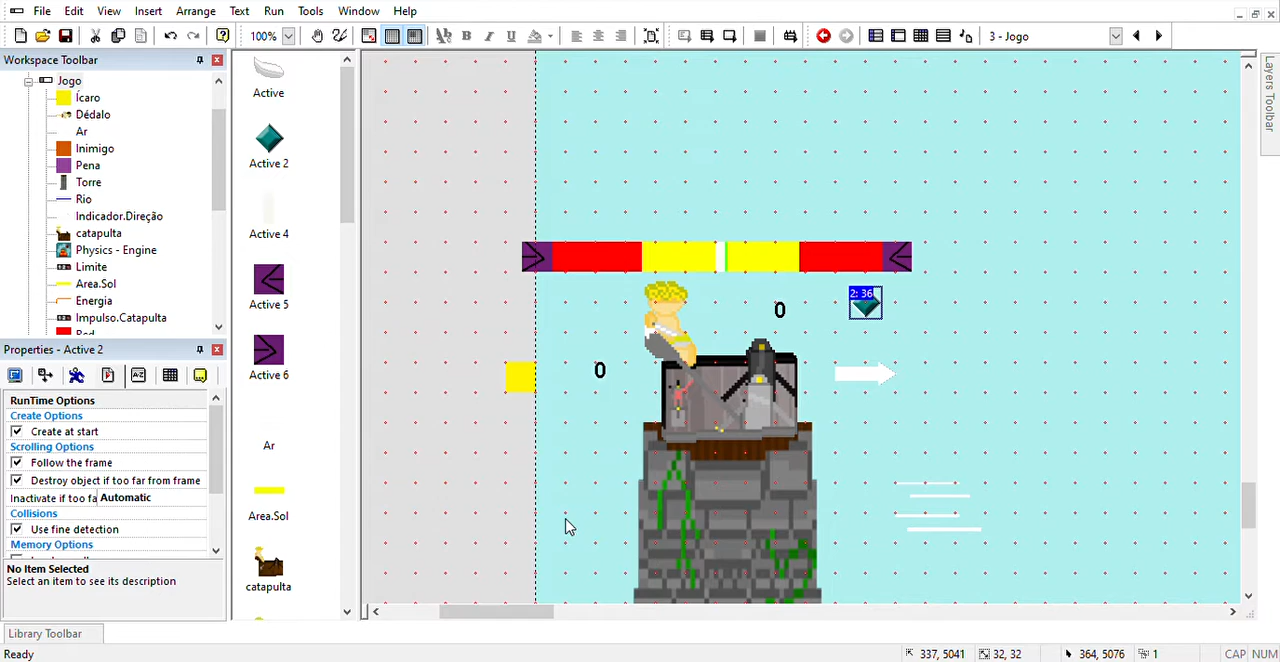 File Edit View Insert Arrange Text Run Tools Window Help
100% 3 - Jogo
Workspace Toolbar
Jogo
Ícaro
Dédalo
Ar
Inimigo
Pena
Torre
Rio
Indicador.Direção
catapulta
Physics - Engine
Limite
Area.Sol
Energia
Impulso.Catapulta
Properties - Active 2
RunTime Options
Create Options
Create at start
Scrolling Options
Follow the frame
Destroy object if too far from frame
Inactivate if too fa Automatic
Collisions
Use fine detection
Memory Options
No Item Selected
Select an item to see its description
Active
Active 2
Active 4
Active 5
Active 6
Ar
Area.Sol
catapulta
2: 36
0
0
Layers Toolbar
Library Toolbar
Ready 337, 5041 32, 32 364, 5076 1 CAP NUM